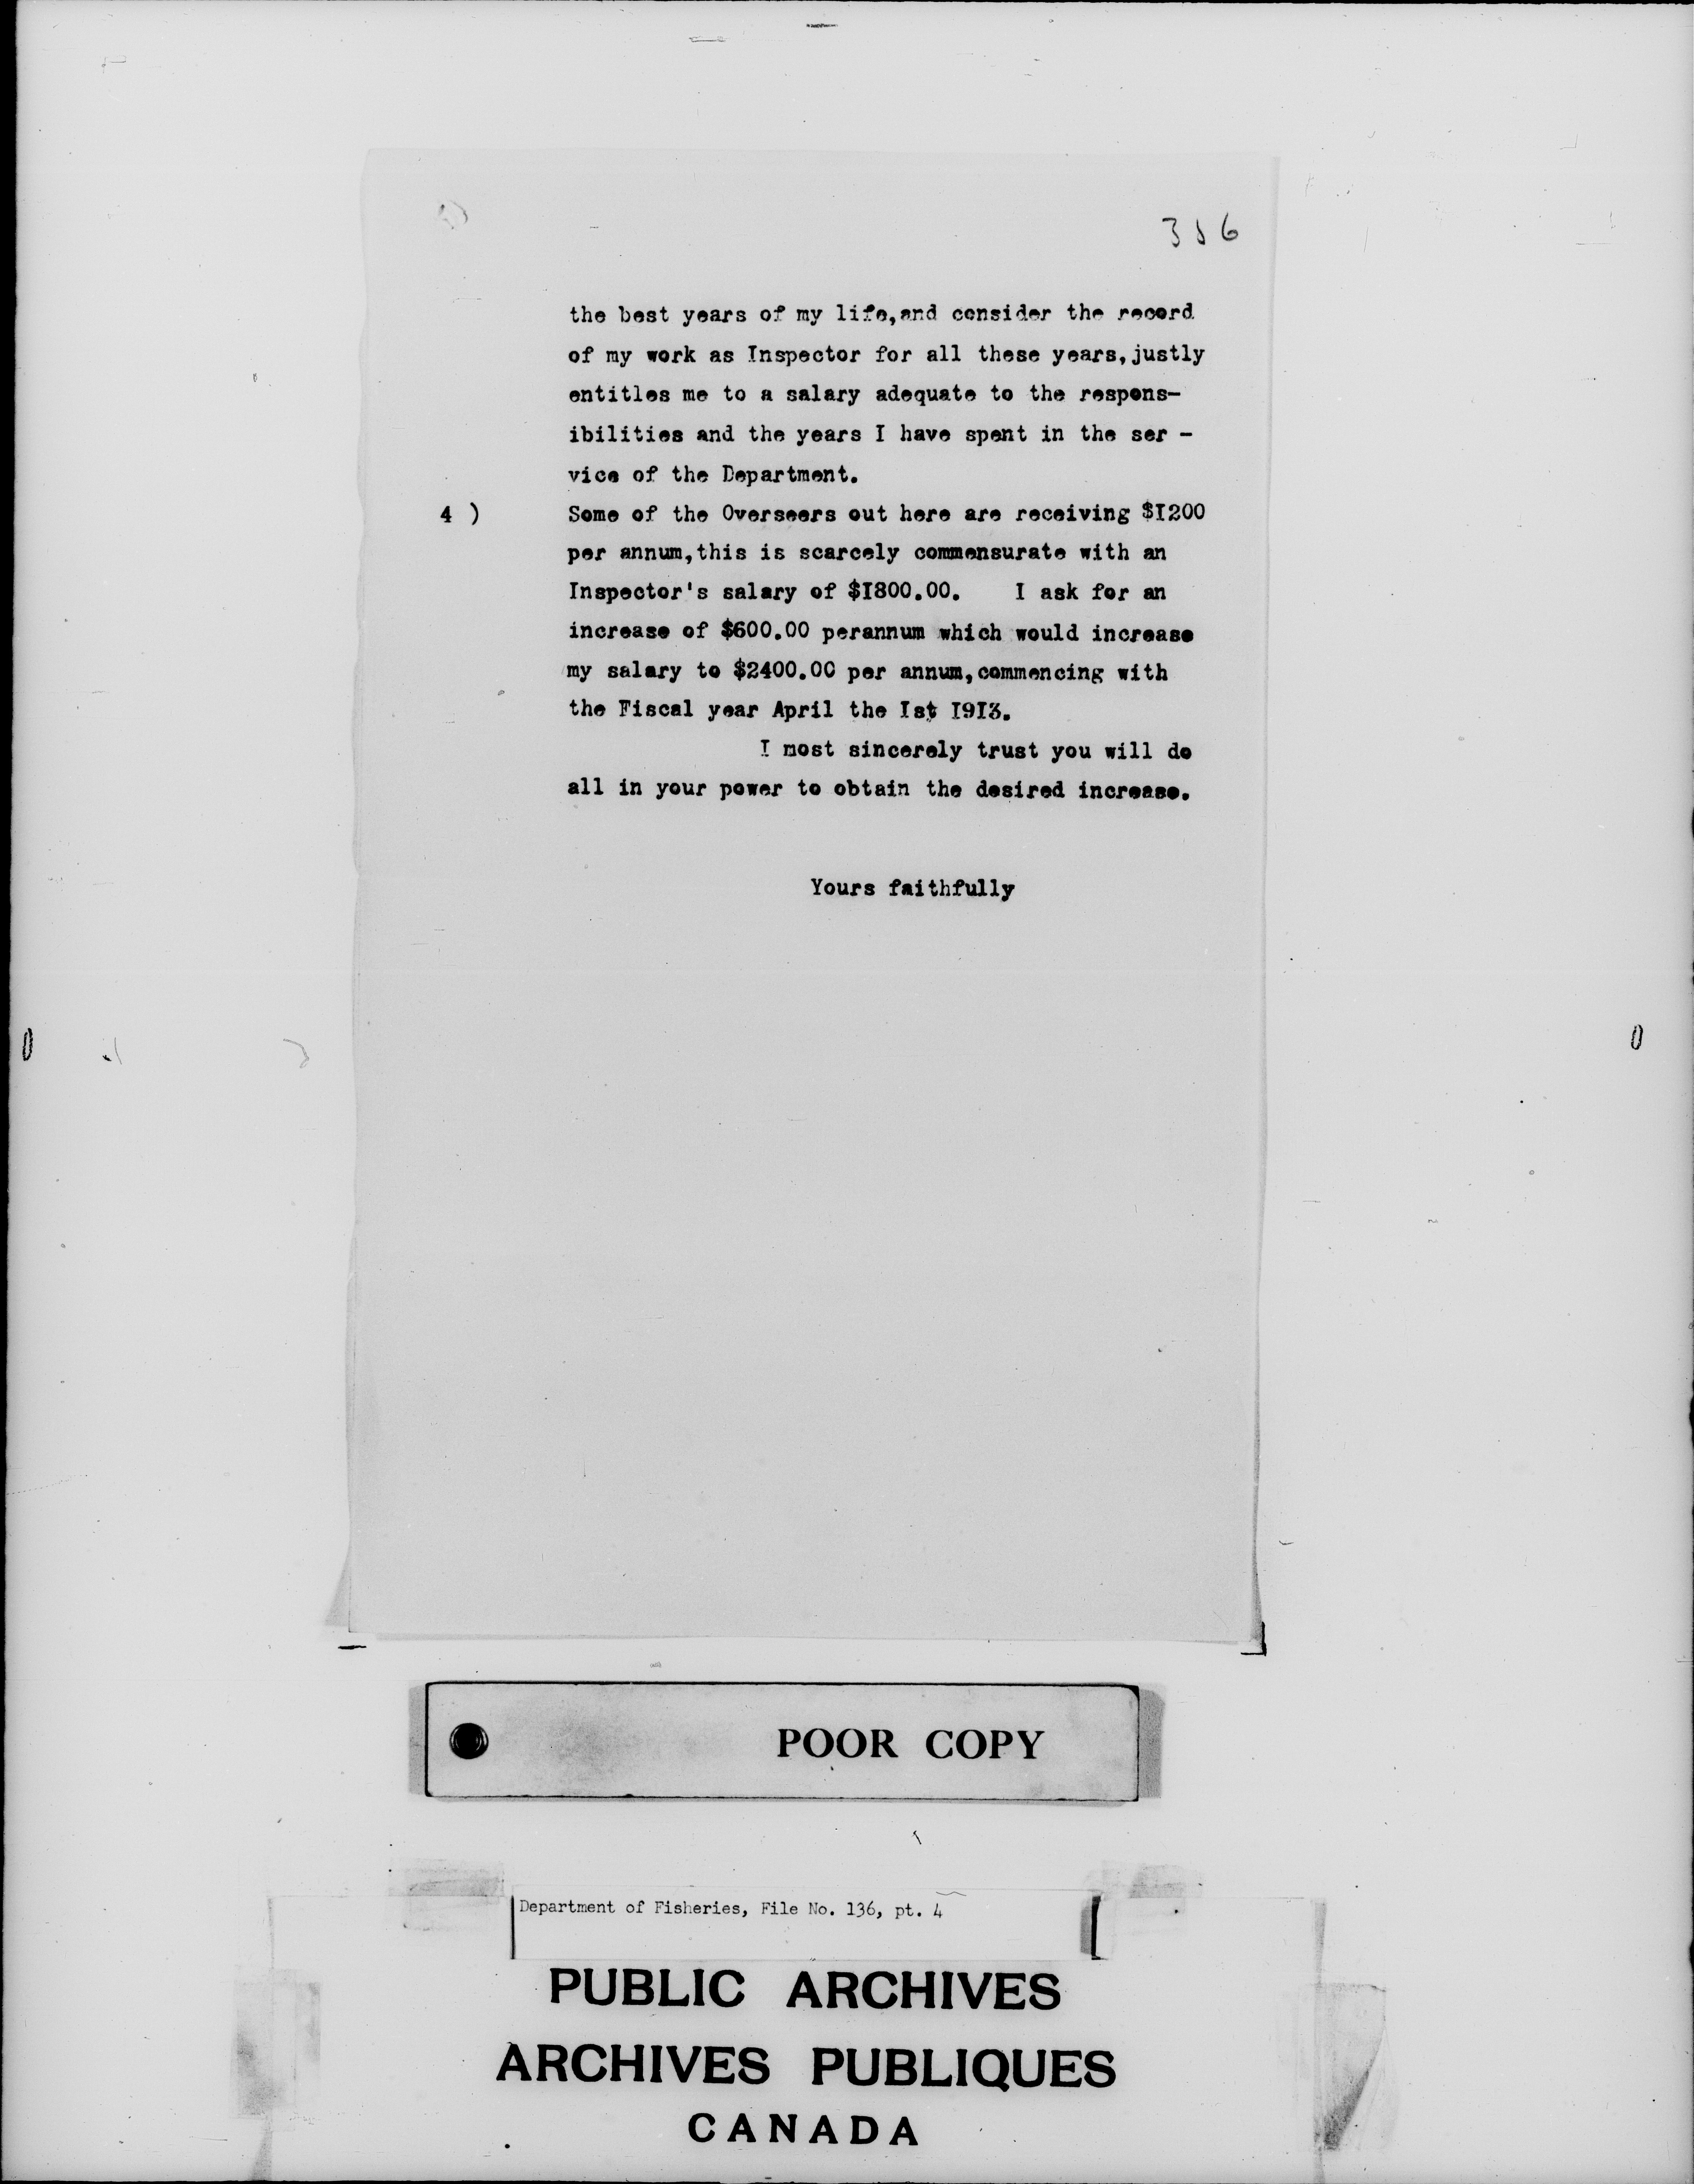 386
the best years of my life,and consider the record
of my work as Inspector for all these years,justly
entitles me to a salary adequate to the respons-
ibilities and the years I have spent in the ser -
vice of the Department.
4 ) Some of the Overseers out here are receiving $I200
per annum,this is scarcely commensurate with an
Inspector's salary of $I800.00. I ask for an
increase of $600.00 perannum which would increase
my salary to $2400.00 per annum,commencing with
the Fiscal year April the Ist I9I3.
I most sincerely trust you will do
all in your power to obtain the desired increase.
Yours faithfully
POOR COPY
Department of Fisheries, File No. 136, pt. 4
PUBLIC ARCHIVES
ARCHIVES PUBLIQUES
CANADA